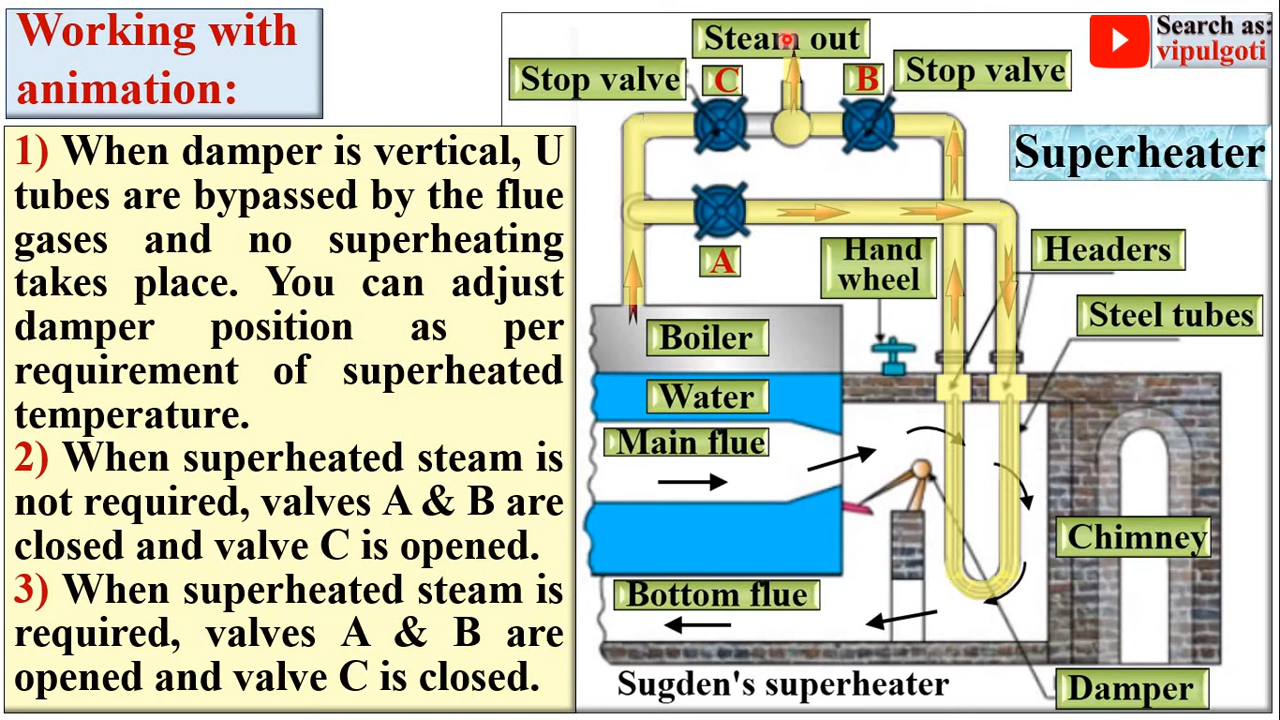 Working with
animation:
1) When damper is vertical, U
tubes are bypassed by the flue
gases and no superheating
takes place. You can adjust
damper position as per
requirement of superheated
temperature.
2) When superheated steam is
not required, valves A & B are
closed and valve C is opened.
3) When superheated steam is
required, valves A & B are
opened and valve C is closed.
Search as:
vipulgoti
Steam out
Stop valve
C
B
Stop valve
Superheater
A
Hand
wheel
Headers
Steel tubes
Boiler
Water
Main flue
Chimney
Bottom flue
Sugden's superheater
Damper